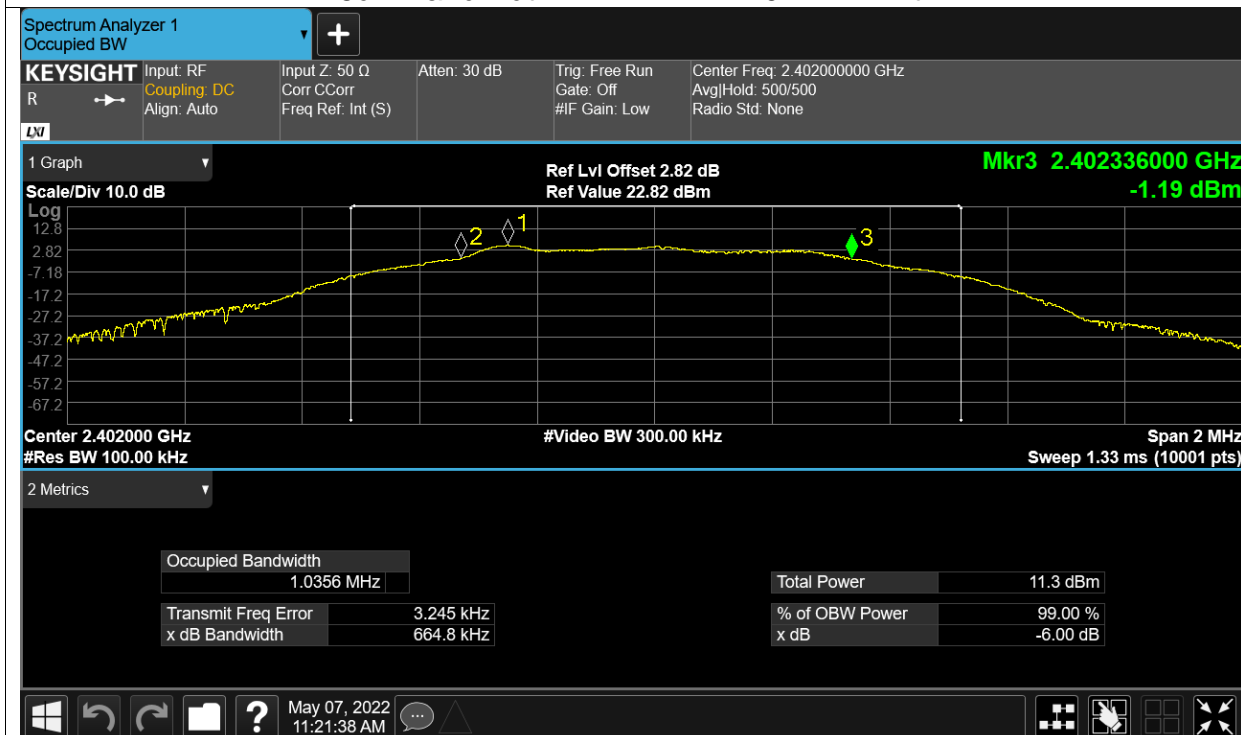 Spectrum Analyzer 1
Occupied BW
KEYSIGHT
R
LXI
Input: RF
Coupling: DC
Align: Auto
Input Z: 50 Ω
Corr CCorr
Freq Ref: Int (S)
Atten: 30 dB
Trig: Free Run
Gate: Off
#IF Gain: Low
Center Freq: 2.402000000 GHz
Avg|Hold: 500/500
Radio Std: None
1 Graph
Scale/Div 10.0 dB
Ref Lvl Offset 2.82 dB
Ref Value 22.82 dBm
Mkr3 2.402336000 GHz
-1.19 dBm
Log
12.8
2.82
-7.18
-17.2
-27.2
-37.2
-47.2
-57.2
-67.2
2
1
3
Center 2.402000 GHz
#Res BW 100.00 kHz
#Video BW 300.00 kHz
Span 2 MHz
Sweep 1.33 ms (10001 pts)
2 Metrics
Occupied Bandwidth
1.0356 MHz
Transmit Freq Error 3.245 kHz
x dB Bandwidth 664.8 kHz
Total Power 11.3 dBm
% of OBW Power 99.00 %
x dB -6.00 dB
?
May 07, 2022
11:21:38 AM